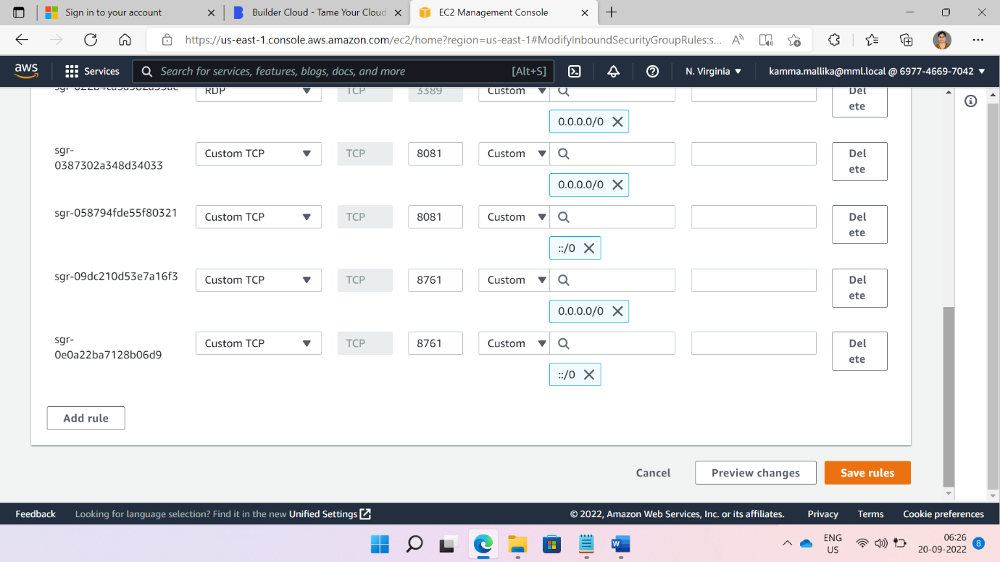 Sign in to your account
Builder Cloud - Tame Your Cloud
EC2 Management Console
https://us-east-1.console.aws.amazon.com/ec2/home?region=us-east-1#ModifyInboundSecurityGroupRules:s...
aws
Services
Search for services, features, blogs, docs, and more
[Alt+S]
N. Virginia
kamma.mallika@mml.local @ 6977-4669-7042
RDP
TCP
3389
Custom
Del
ete
0.0.0.0/0
sgr-
0387302a348d34033
Custom TCP
TCP
8081
Custom
Del
ete
0.0.0.0/0
sgr-058794fde55f80321
Custom TCP
TCP
8081
Custom
Del
ete
::/0
sgr-09dc210d53e7a16f3
Custom TCP
TCP
8761
Custom
Del
ete
0.0.0.0/0
sgr-
0e0a22ba7128b06d9
Custom TCP
TCP
8761
Custom
Del
ete
::/0
Add rule
Cancel
Preview changes
Save rules
Feedback
Looking for language selection? Find it in the new Unified Settings
© 2022, Amazon Web Services, Inc. or its affiliates.
Privacy
Terms
Cookie preferences
ENG
US
06:26
20-09-2022
8